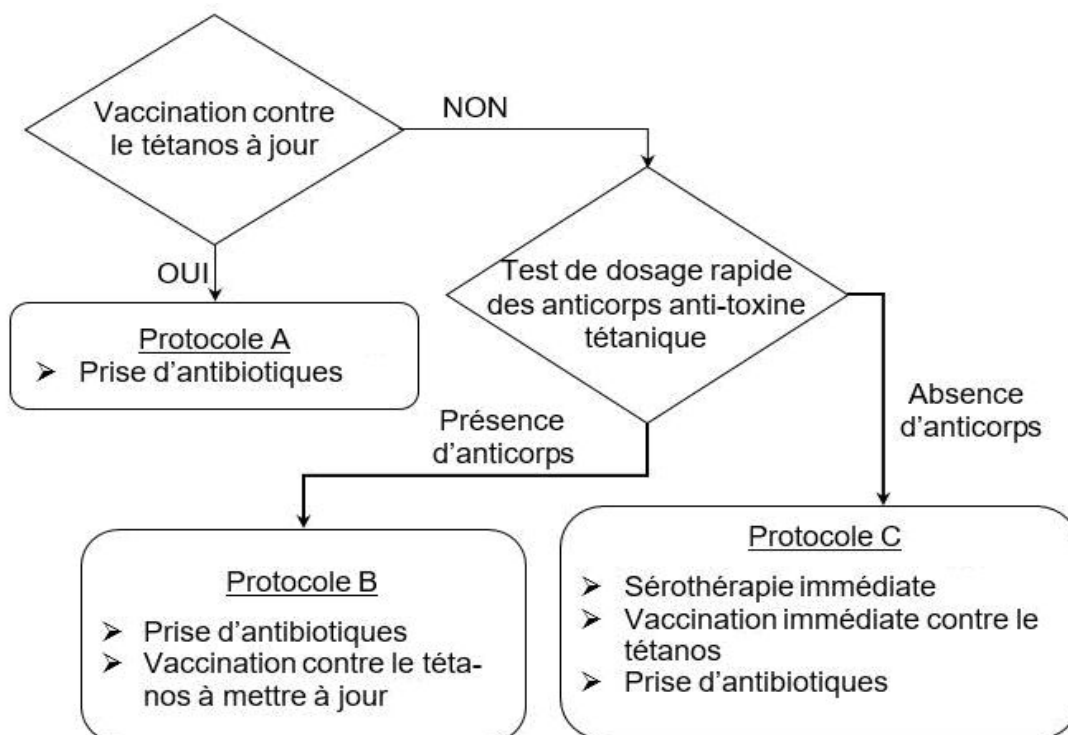 Vaccination contre
le tétanos à jour
NON
OUI
Test de dosage rapide
des anticorps anti-toxine
tétanique
Protocole A
➢ Prise d’antibiotiques
Présence
d’anticorps
Absence
d’anticorps
Protocole B
➢ Prise d’antibiotiques
➢ Vaccination contre le téta-
nos à mettre à jour
Protocole C
➢ Sérothérapie immédiate
➢ Vaccination immédiate contre le
tétanos
➢ Prise d’antibiotiques